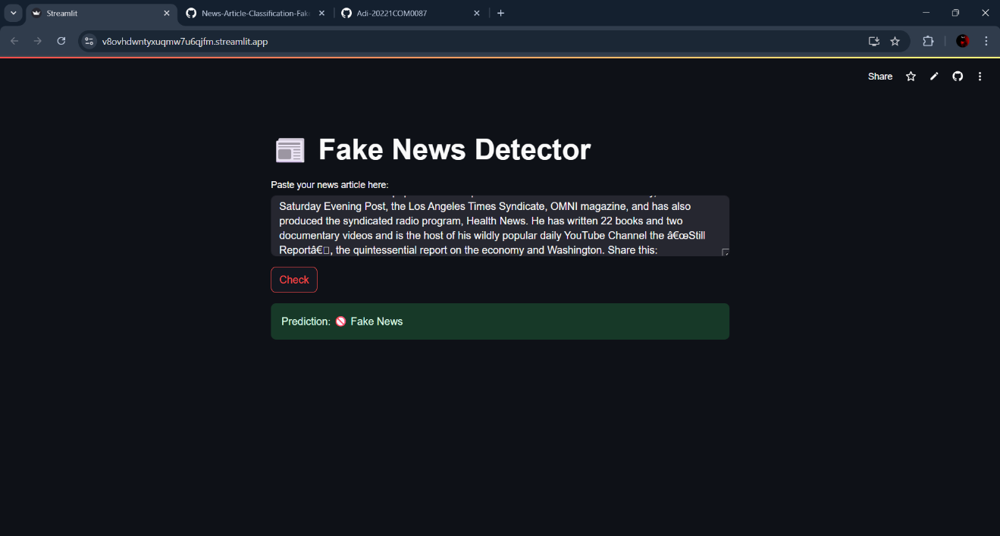 Streamlit
News-Article-Classification-Fak
Adi-20221COM0087
v8ovhdwntyxuqmw7u6qjfm.streamlit.app
Share
Fake News Detector
Paste your news article here:
Saturday Evening Post, the Los Angeles Times Syndicate, OMNI magazine, and has also
produced the syndicated radio program, Health News. He has written 22 books and two
documentary videos and is the host of his wildly popular daily YouTube Channel the â€œStill
Reportâ€, the quintessential report on the economy and Washington. Share this:
Check
Prediction: 🚫 Fake News